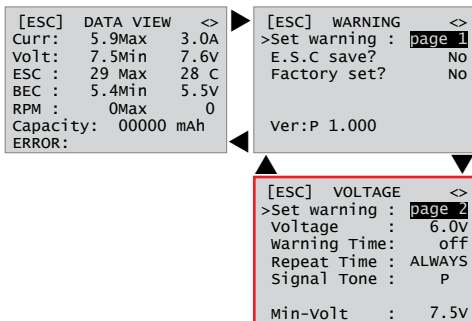 [ESC] DATA VIEW <>
Curr: 5.9Max 3.0A
Volt: 7.5Min 7.6V
ESC : 29 Max 28 C
BEC : 5.4Min 5.5V
RPM : 0Max 0
Capacity: 00000 mAh
ERROR:
[ESC] WARNING <>
>Set warning : page 1
E.S.C save? No
Factory set? No
Ver:P 1.000
[ESC] VOLTAGE <>
>Set warning : page 2
Voltage : 6.0V
Warning Time: off
Repeat Time : ALWAYS
Signal Tone : P
Min-Volt : 7.5V